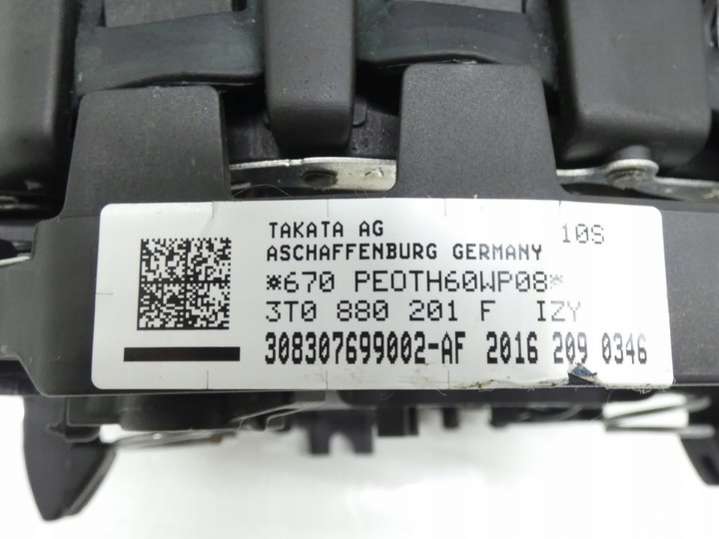 TAKATA AG 10S
ASCHAFFENBURG GERMANY
*670 PEOTH60WP08*
3T0 880 201 F IZY
308307699002-AF 2016 209 0346